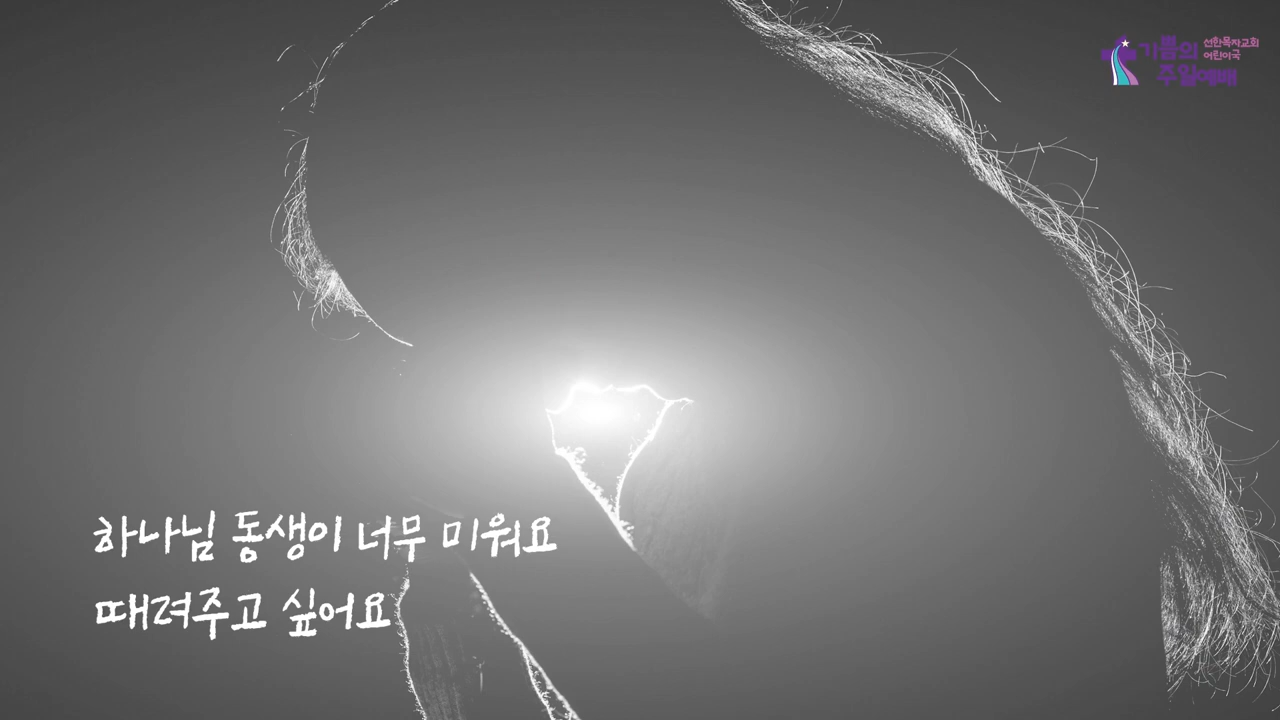 가쁨의
주일예배
선한목자교회
어린이국
하나님 동생이 너무 미워요
때려주고 싶어요